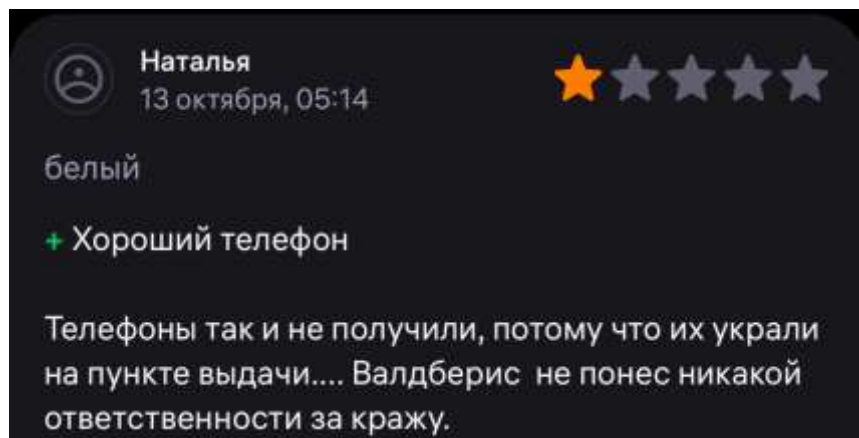 Наталья
13 октября, 05:14
белый
+ Хороший телефон
Телефоны так и не получили, потому что их украли
на пункте выдачи.... Валдберис не понес никакой
ответственности за кражу.